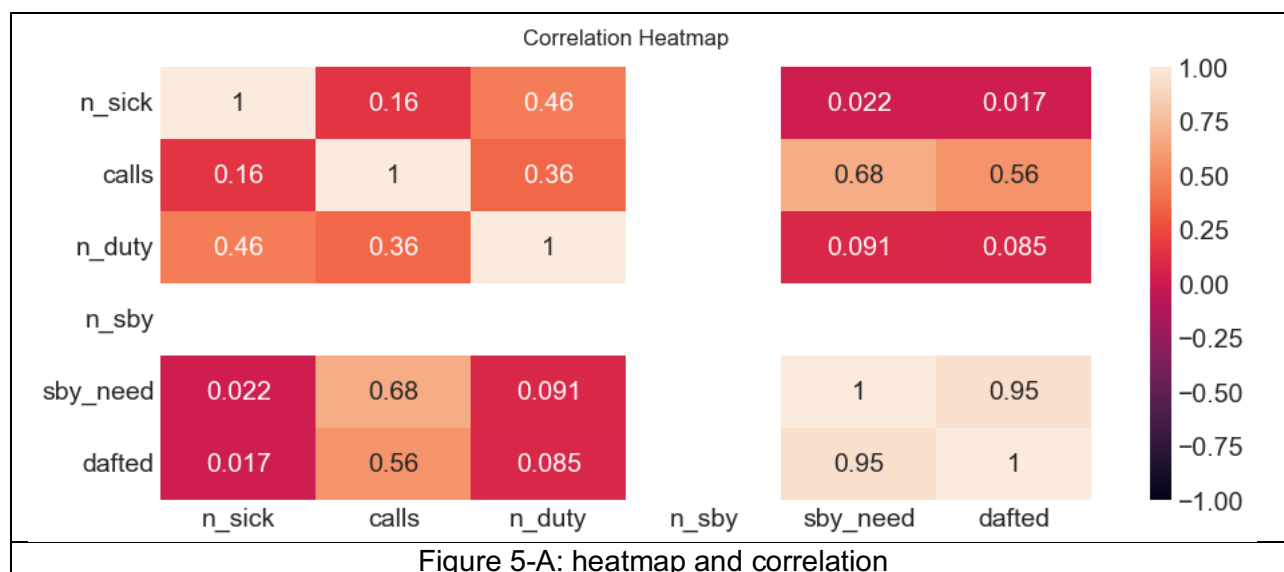 Correlation Heatmap
n_sick 1 0.16 0.46 0.022 0.017
calls 0.16 1 0.36 0.68 0.56
n_duty 0.46 0.36 1 0.091 0.085
n_sby
sby_need 0.022 0.68 0.091 1 0.95
dafted 0.017 0.56 0.085 0.95 1
n_sick calls n_duty n_sby sby_need dafted
1.00
0.75
0.50
0.25
0.00
−0.25
−0.50
−0.75
−1.00
Figure 5-A: heatmap and correlation